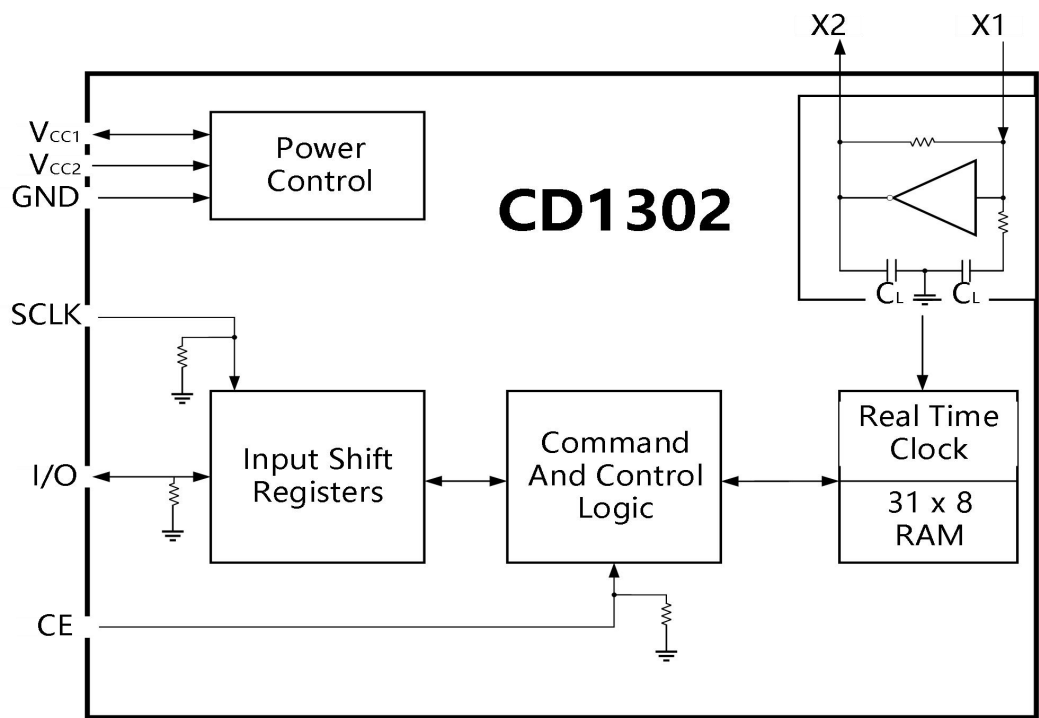 X2
X1
VCC1
VCC2
GND
Power
Control
CD1302
CL
CL
SCLK
I/O
Input Shift
Registers
Command
And Control
Logic
Real Time
Clock
31 x 8
RAM
CE